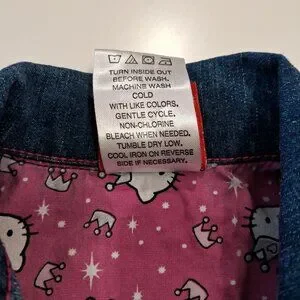 TURN INSIDE OUT
BEFORE WASH.
MACHINE WASH
COLD
WITH LIKE COLORS.
GENTLE CYCLE.
NON-CHLORINE
BLEACH WHEN NEEDED.
TUMBLE DRY LOW.
COOL IRON ON REVERSE
SIDE IF NECESSARY.